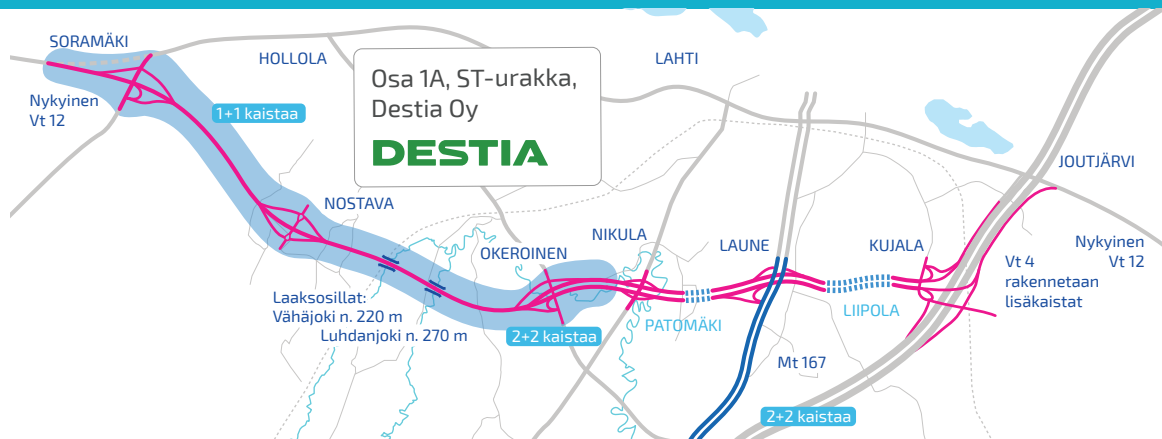 SORAMÄKI
HOLLOLA
LAHTI
Osa 1A, ST-urakka,
Destia Oy
DESTIA
Nykyinen
Vt 12
1+1 kaistaa
JOUTJÄRVI
NOSTAVA
NIKULA
OKEROINEN
LAUNE
KUJALA
Nykyinen
Vt 12
Vt 4
rakennetaan
lisäkaistat
Laaksosillat:
Vähäjoki n. 220 m
Luhdanjoki n. 270 m
2+2 kaistaa
PATOMÄKI
LIIPOLA
Mt 167
2+2 kaistaa